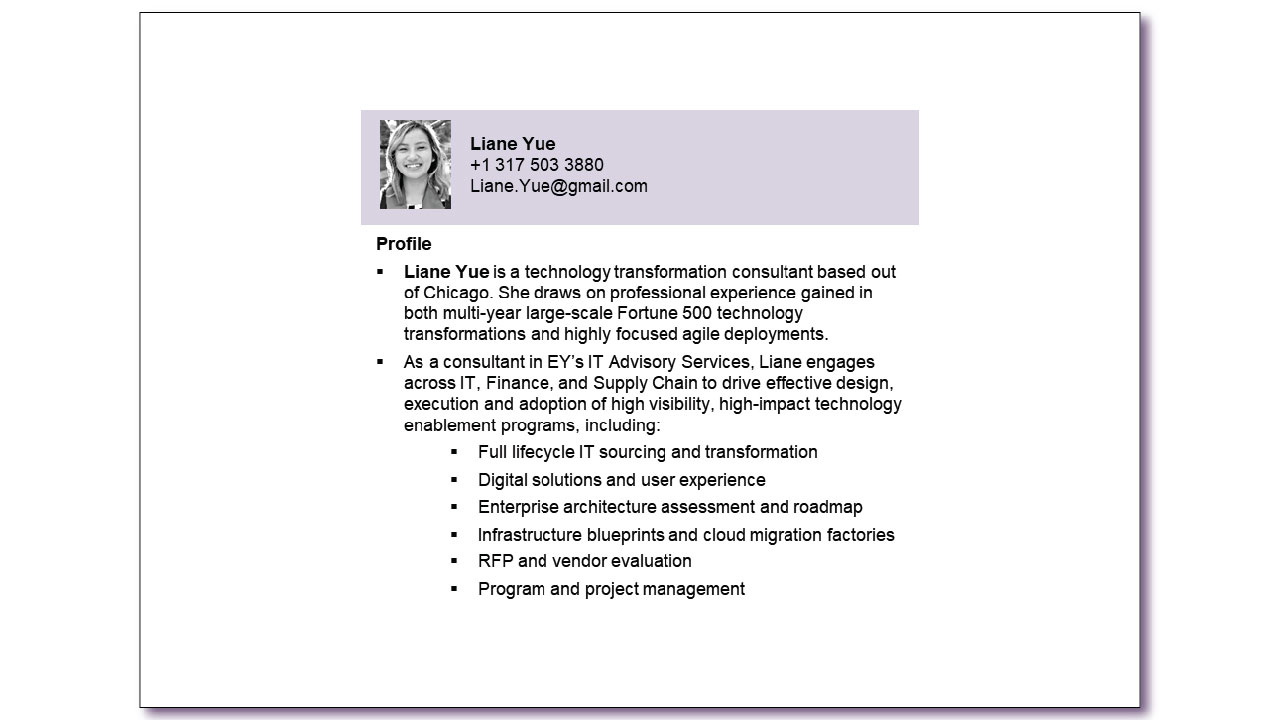 Liane Yue
+1 317 503 3880
Liane.Yue@gmail.com
Profile
▪ Liane Yue is a technology transformation consultant based out
of Chicago. She draws on professional experience gained in
both multi-year large-scale Fortune 500 technology
transformations and highly focused agile deployments.
▪ As a consultant in EY’s IT Advisory Services, Liane engages
across IT, Finance, and Supply Chain to drive effective design,
execution and adoption of high visibility, high-impact technology
enablement programs, including:
▪ Full lifecycle IT sourcing and transformation
▪ Digital solutions and user experience
▪ Enterprise architecture assessment and roadmap
▪ Infrastructure blueprints and cloud migration factories
▪ RFP and vendor evaluation
▪ Program and project management